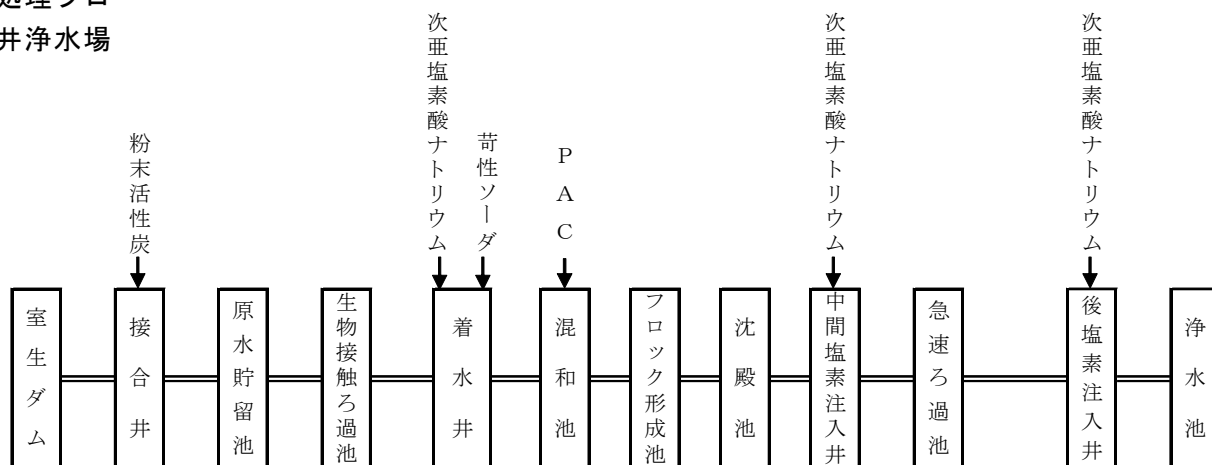 処理フロ
井浄水場
粉末活性炭
次亜塩素酸ナトリウム
苛性ソーダ
PAC
次亜塩素酸ナトリウム
次亜塩素酸ナトリウム
室生ダム
接合井
原水貯留池
生物接触ろ過池
着水井
混和池
フロック形成池
沈殿池
中間塩素注入井
急速ろ過池
後塩素注入井
浄水池